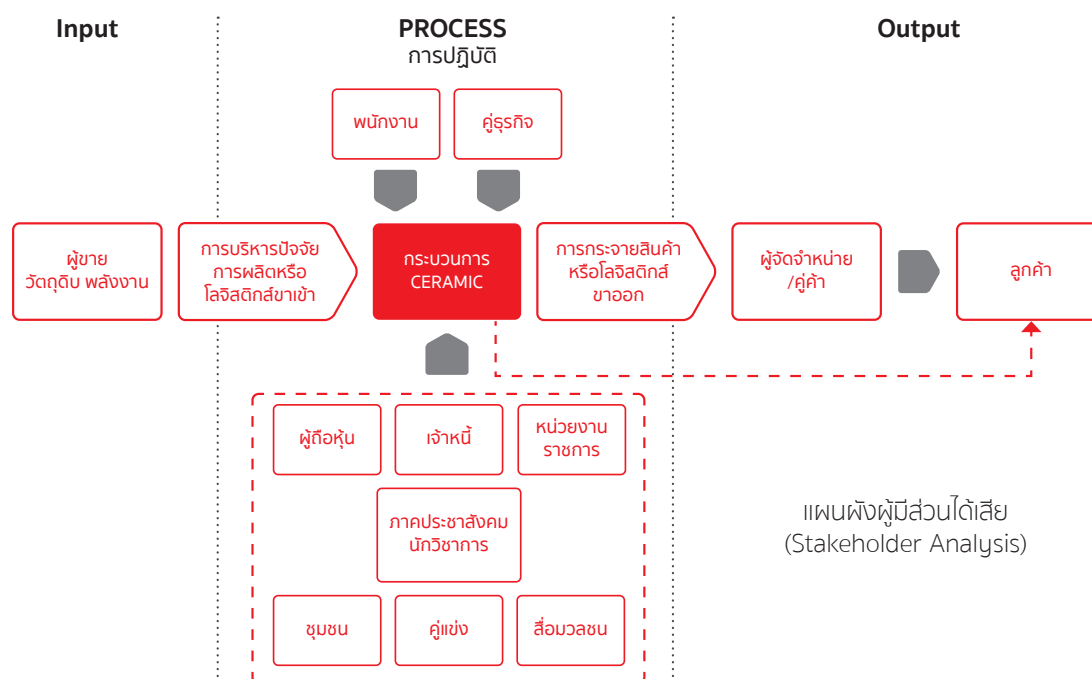 Input
PROCESS
การปฏิบัติ
Output
พนักงาน
คู่ธุรกิจ
ผู้ขาย
วัตถุดิบ พลังงาน
การบริหารปัจจัย
การผลิตหรือ
โลจิสติกส์ขาเข้า
กระบวนการ
CERAMIC
การกระจายสินค้า
หรือโลจิสติกส์
ขาออก
ผู้จัดจำหน่าย
/คู่ค้า
ลูกค้า
ผู้ถือหุ้น
เจ้าหนี้
หน่วยงาน
ราชการ
ภาคประชาสังคม
นักวิชาการ
ชุมชน
คู่แข่ง
สื่อมวลชน
แผนผังผู้มีส่วนได้เสีย
(Stakeholder Analysis)